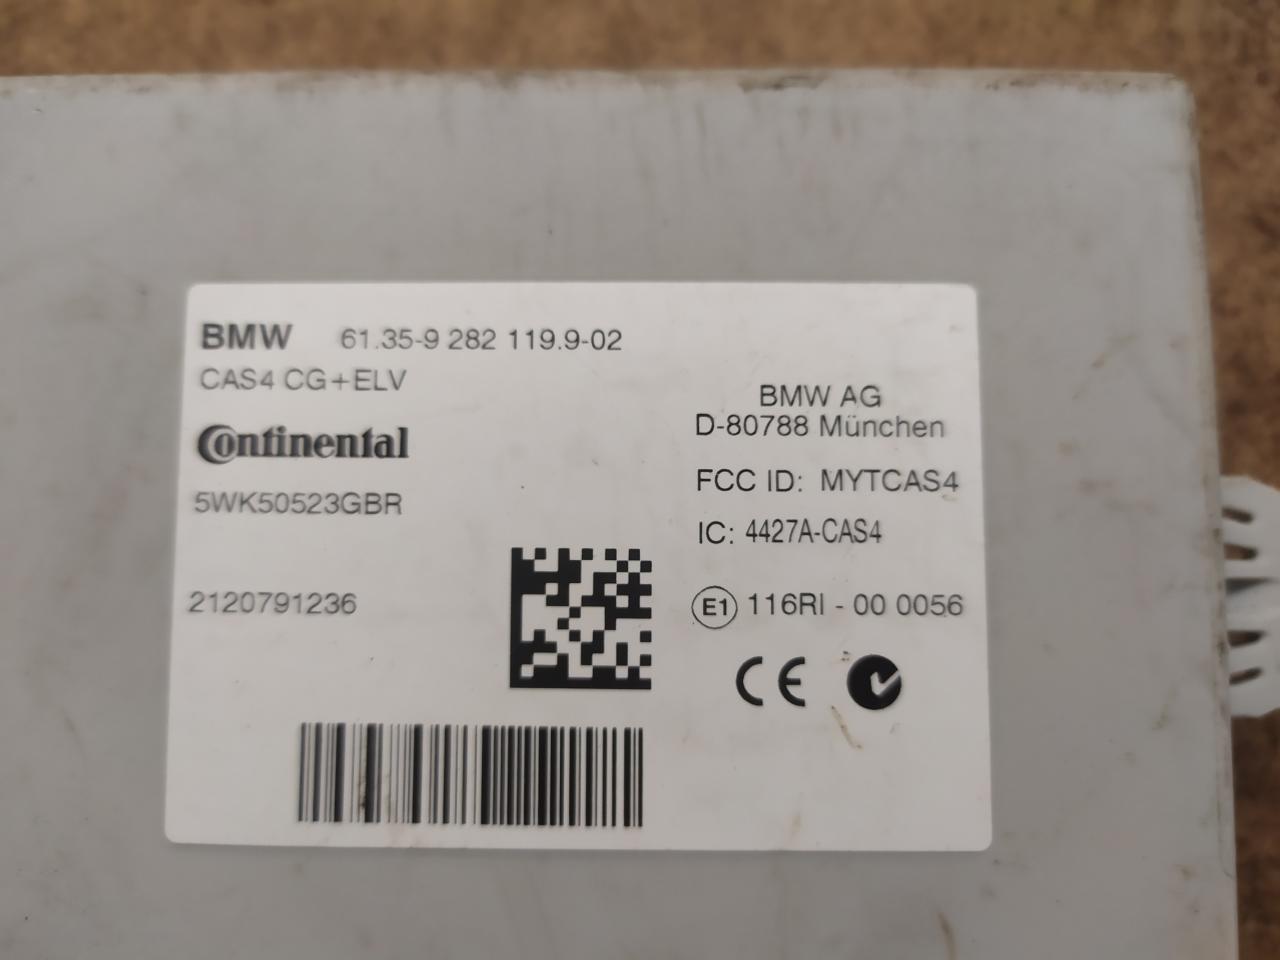 BMW 61.35-9 282 119.9-02
CAS4 CG+ELV
Continental
5WK50523GBR
2120791236
BMW AG
D-80788 München
FCC ID: MYTCAS4
IC: 4427A-CAS4
E1 116RI - 00 0056
CE